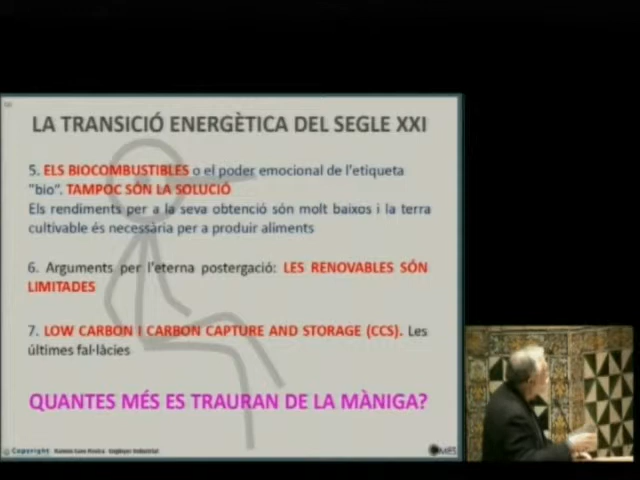 LA TRANSICIÓ ENERGÈTICA DEL SEGLE XXI
5. ELS BIOCOMBUSTIBLES o el poder emocional de l'etiqueta
"bio". TAMPOC SÓN LA SOLUCIÓ
Els rendiments per a la seva obtenció són molt baixos i la terra
cultivable és necessària per a produir aliments
6. Arguments per l'eterna postergació: LES RENOVABLES SÓN
LIMITADES
7. LOW CARBON I CARBON CAPTURE AND STORAGE (CCS). Les
últimes fal·làcies
QUANTES MÉS ES TRAURAN DE LA MÀNIGA?
Copyright Enginyer Industrial